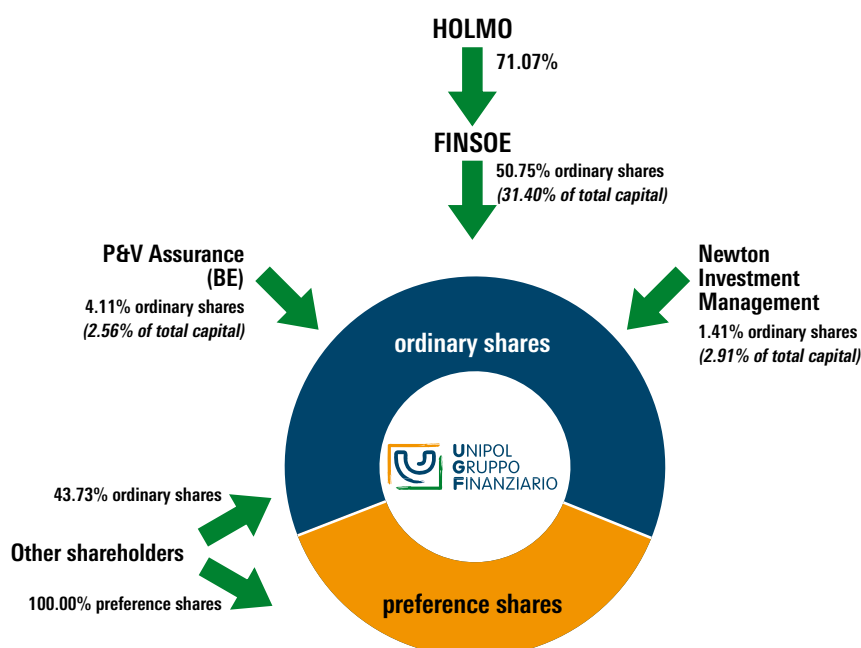 HOLMO
71.07%
FINSOE
50.75% ordinary shares
(31.40% of total capital)
P&V Assurance
(BE)
4.11% ordinary shares
(2.56% of total capital)
Newton
Investment
Management
1.41% ordinary shares
(2.91% of total capital)
ordinary shares
UNIPOL
GRUPPO
FINANZIARIO
43.73% ordinary shares
Other shareholders
100.00% preference shares
preference shares